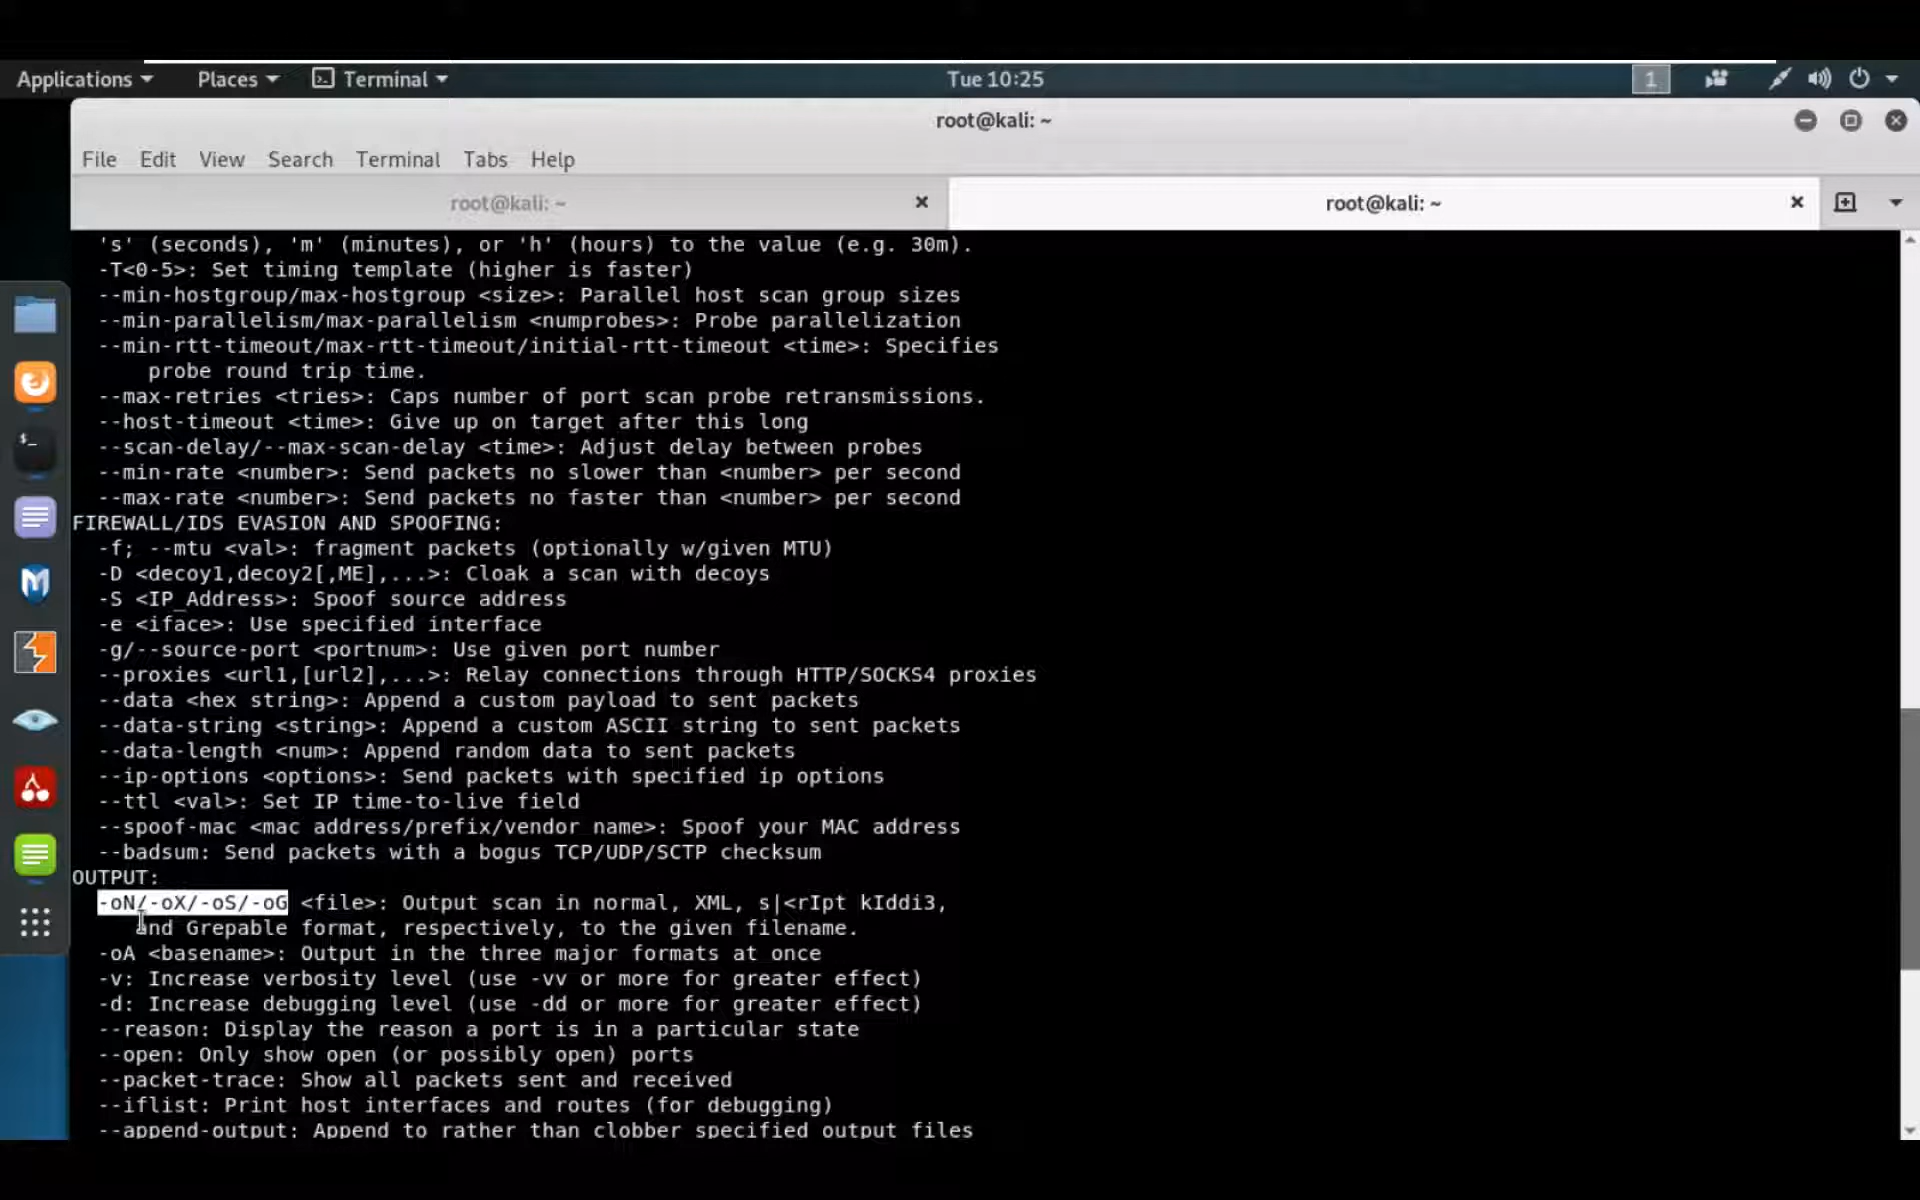 Applications Places Terminal Tue 10:25 1
root@kali: ~
File Edit View Search Terminal Tabs Help
root@kali: ~ root@kali: ~
's' (seconds), 'm' (minutes), or 'h' (hours) to the value (e.g. 30m).
-T<0-5>: Set timing template (higher is faster)
--min-hostgroup/max-hostgroup <size>: Parallel host scan group sizes
--min-parallelism/max-parallelism <numprobes>: Probe parallelization
--min-rtt-timeout/max-rtt-timeout/initial-rtt-timeout <time>: Specifies
probe round trip time.
--max-retries <tries>: Caps number of port scan probe retransmissions.
--host-timeout <time>: Give up on target after this long
--scan-delay/--max-scan-delay <time>: Adjust delay between probes
--min-rate <number>: Send packets no slower than <number> per second
--max-rate <number>: Send packets no faster than <number> per second
FIREWALL/IDS EVASION AND SPOOFING:
-f; --mtu <val>: fragment packets (optionally w/given MTU)
-D <decoy1,decoy2[,ME],...>: Cloak a scan with decoys
-S <IP_Address>: Spoof source address
-e <iface>: Use specified interface
-g/--source-port <portnum>: Use given port number
--proxies <url1,[url2],...>: Relay connections through HTTP/SOCKS4 proxies
--data <hex string>: Append a custom payload to sent packets
--data-string <string>: Append a custom ASCII string to sent packets
--data-length <num>: Append random data to sent packets
--ip-options <options>: Send packets with specified ip options
--ttl <val>: Set IP time-to-live field
--spoof-mac <mac address/prefix/vendor name>: Spoof your MAC address
--badsum: Send packets with a bogus TCP/UDP/SCTP checksum
OUTPUT:
-oN/-oX/-oS/-oG <file>: Output scan in normal, XML, s|<rIpt kIddi3,
and Grepable format, respectively, to the given filename.
-oA <basename>: Output in the three major formats at once
-v: Increase verbosity level (use -vv or more for greater effect)
-d: Increase debugging level (use -dd or more for greater effect)
--reason: Display the reason a port is in a particular state
--open: Only show open (or possibly open) ports
--packet-trace: Show all packets sent and received
--iflist: Print host interfaces and routes (for debugging)
--append-output: Append to rather than clobber specified output files